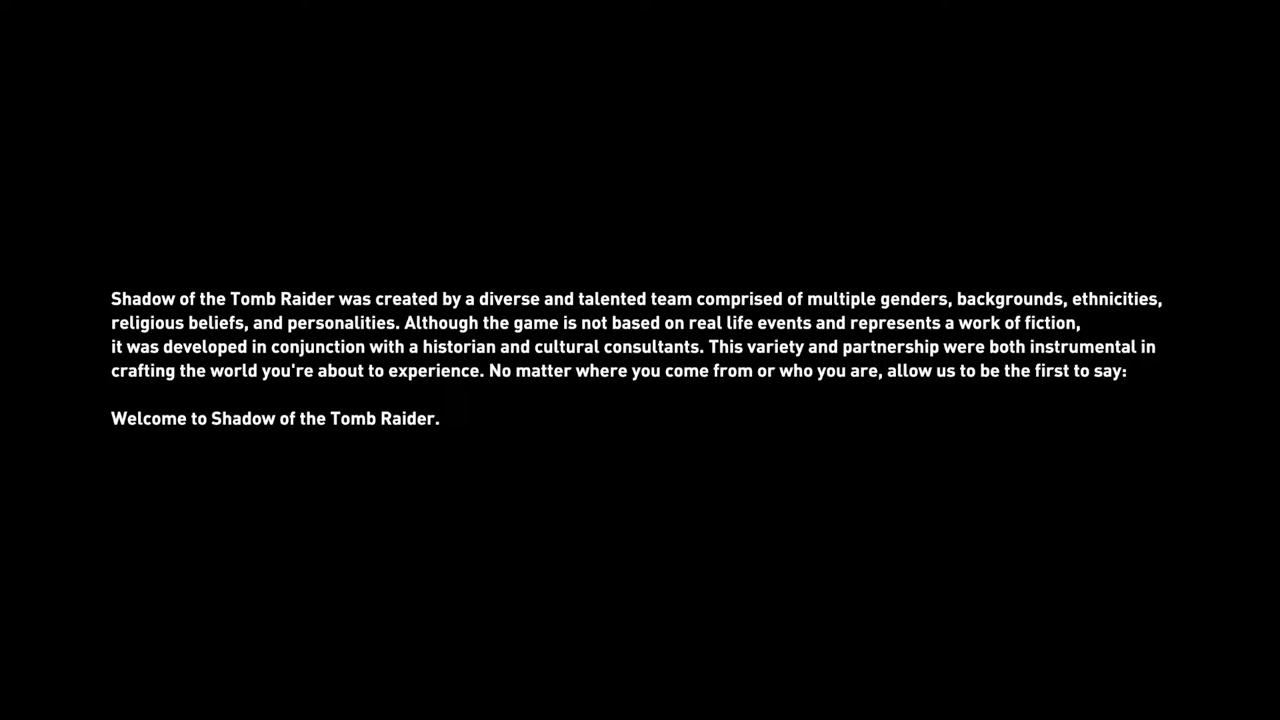 Shadow of the Tomb Raider was created by a diverse and talented team comprised of multiple genders, backgrounds, ethnicities,
religious beliefs, and personalities. Although the game is not based on real life events and represents a work of fiction,
it was developed in conjunction with a historian and cultural consultants. This variety and partnership were both instrumental in
crafting the world you're about to experience. No matter where you come from or who you are, allow us to be the first to say:
Welcome to Shadow of the Tomb Raider.